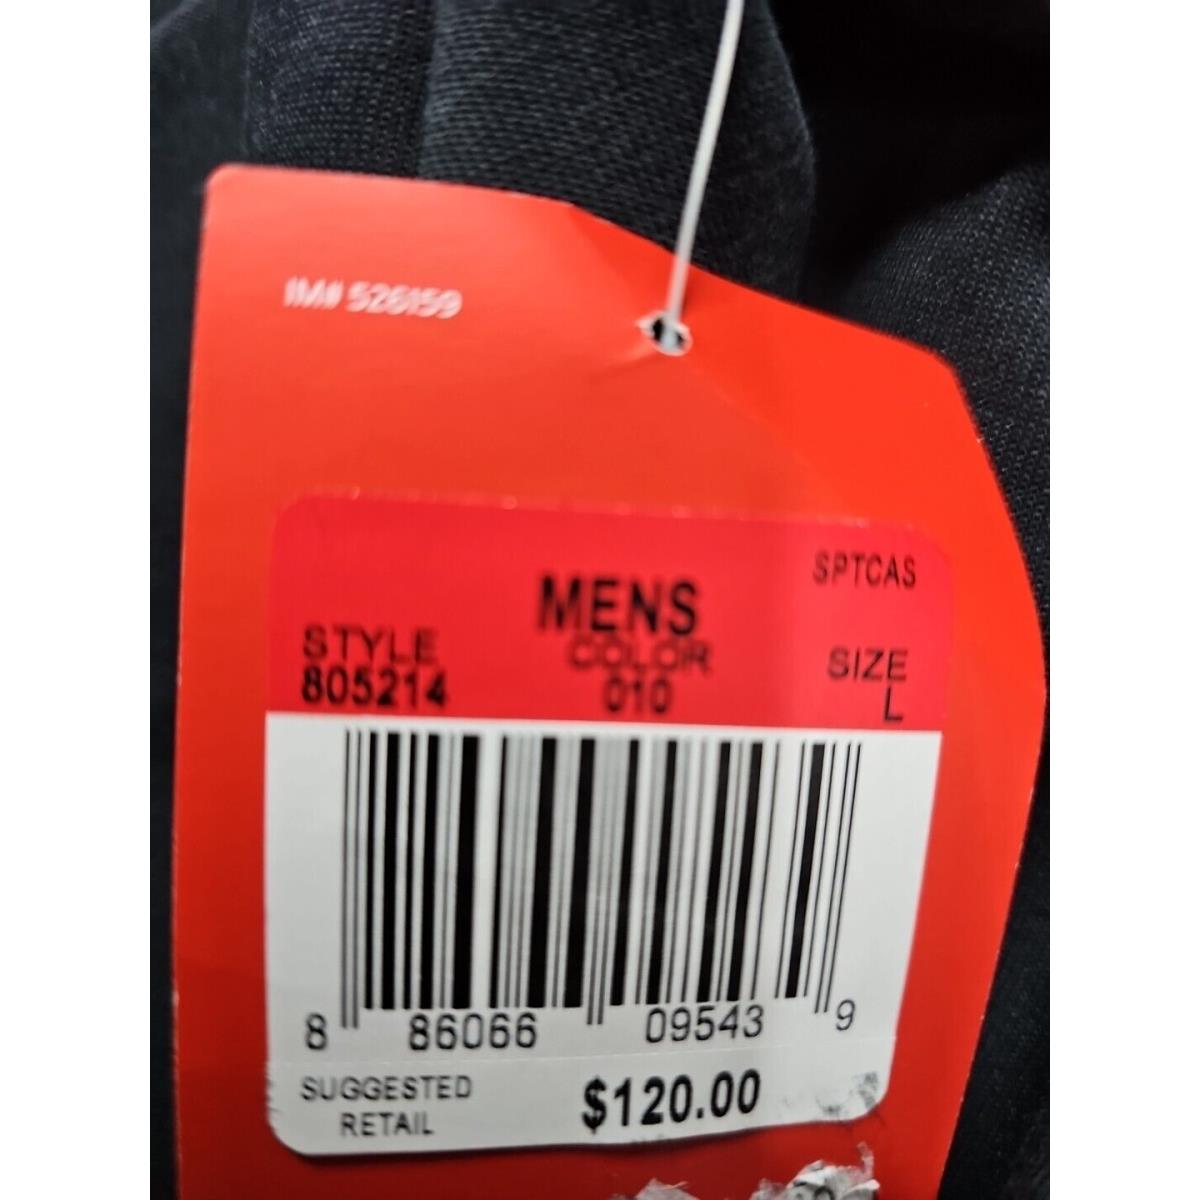 IM# 526159
SPTCAS
MENS
STYLE COLOR SIZE
805214 010 L
8 86066 09543 9
SUGGESTED
RETAIL
$120.00